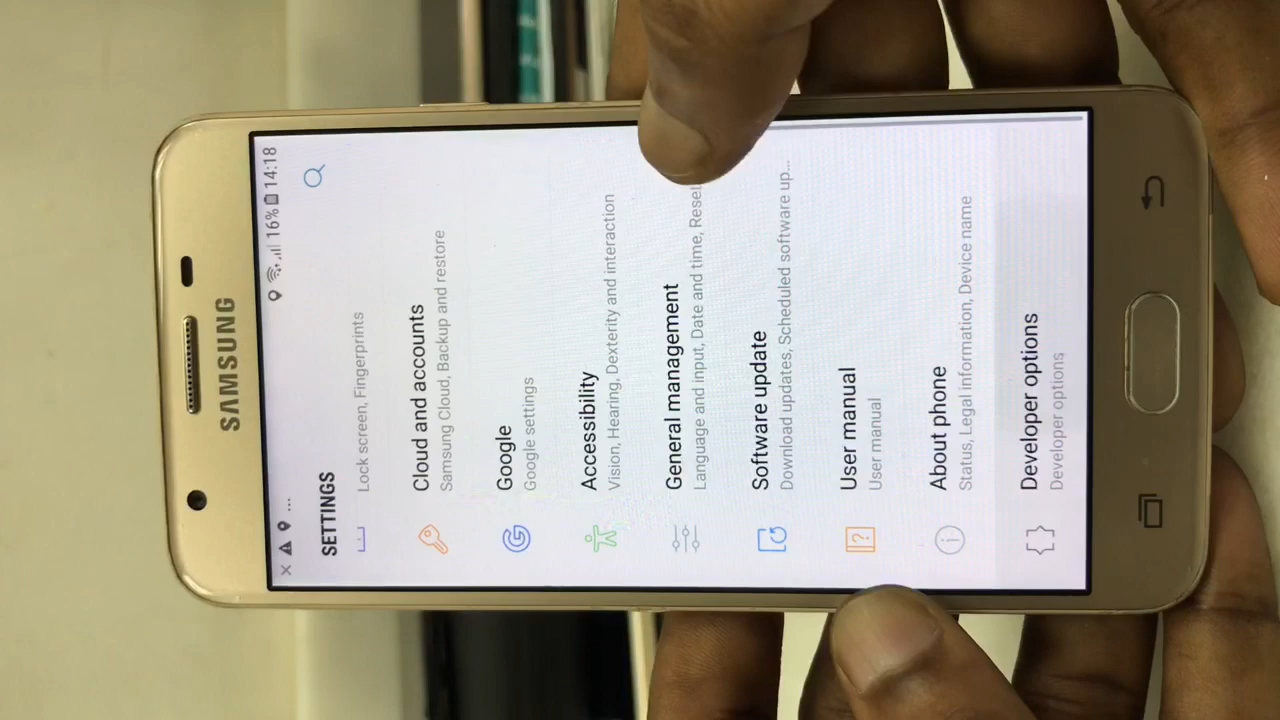 SAMSUNG
16% 14:18
SETTINGS
Lock screen, Fingerprints
Cloud and accounts
Samsung Cloud, Backup and restore
Google
Google settings
Accessibility
Vision, Hearing, Dexterity and interaction
General management
Language and input, Date and time, Reset
Software update
Download updates, Scheduled software up...
User manual
User manual
About phone
Status, Legal information, Device name
Developer options
Developer options